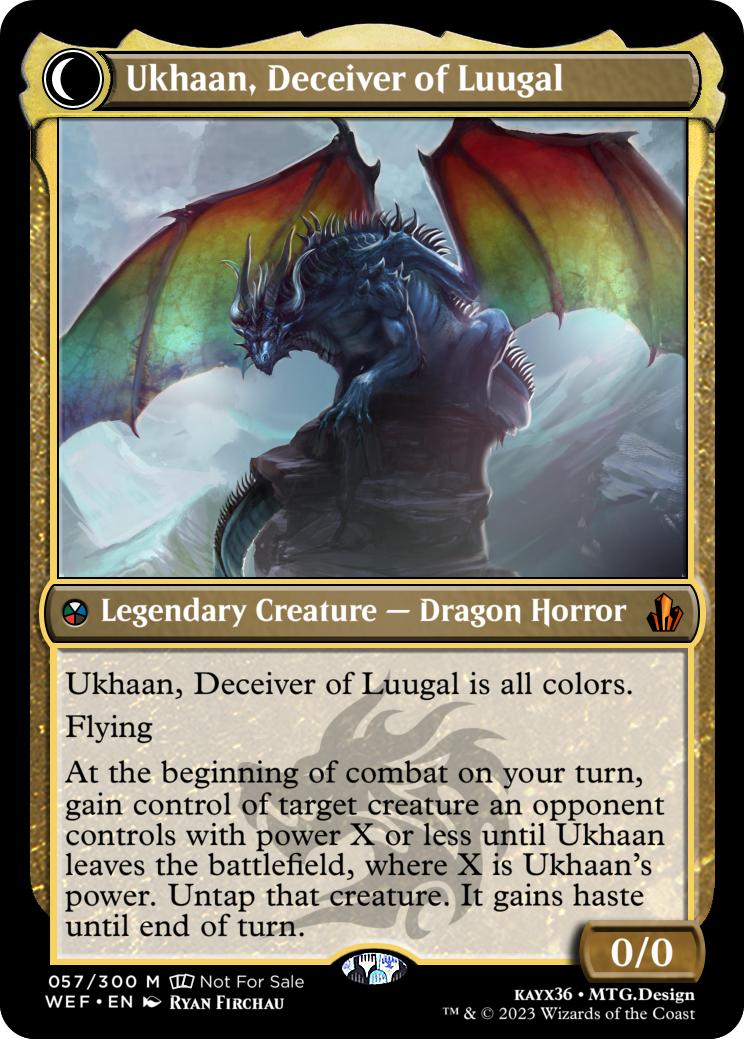 Ukhaan, Deceiver of Luugal
Legendary Creature — Dragon Horror
Ukhaan, Deceiver of Luugal is all colors.
Flying
At the beginning of combat on your turn,
gain control of target creature an opponent
controls with power X or less until Ukhaan
leaves the battlefield, where X is Ukhaan's
power. Untap that creature. It gains haste
until end of turn.
0/0
057/300 M Not For Sale
WEF • EN Ryan Firchau
kayx36 • MTG.Design
™ & © 2023 Wizards of the Coast